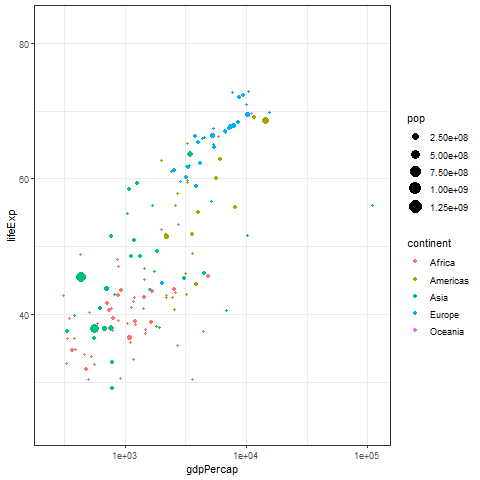 80
60
40
lifeExp
1e+03
1e+04
1e+05
gdpPercap
pop
2.50e+08
5.00e+08
7.50e+08
1.00e+09
1.25e+09
continent
Africa
Americas
Asia
Europe
Oceania